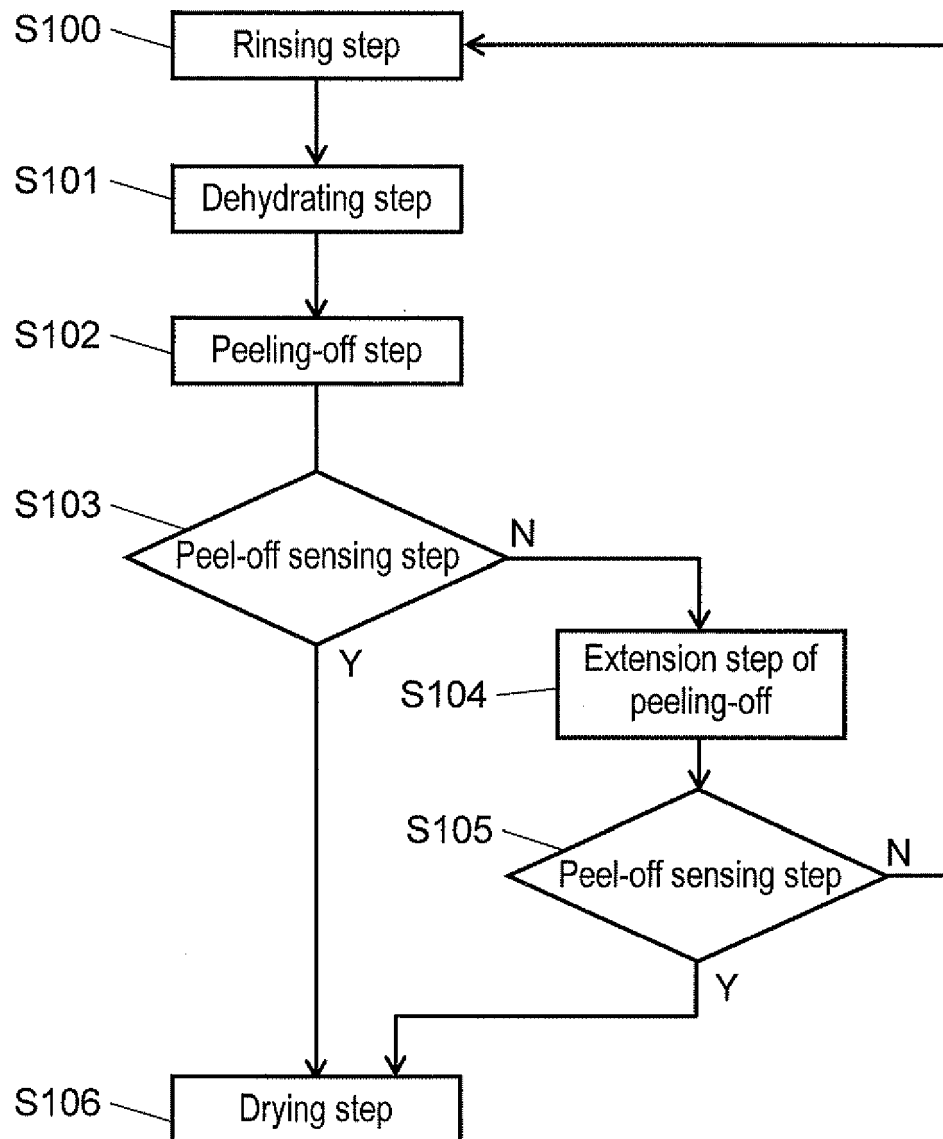 S100
Rinsing step
S101
Dehydrating step
S102
Peeling-off step
S103
Peel-off sensing step
N
Y
S104
Extension step of
peeling-off
S105
Peel-off sensing step
N
Y
S106
Drying step